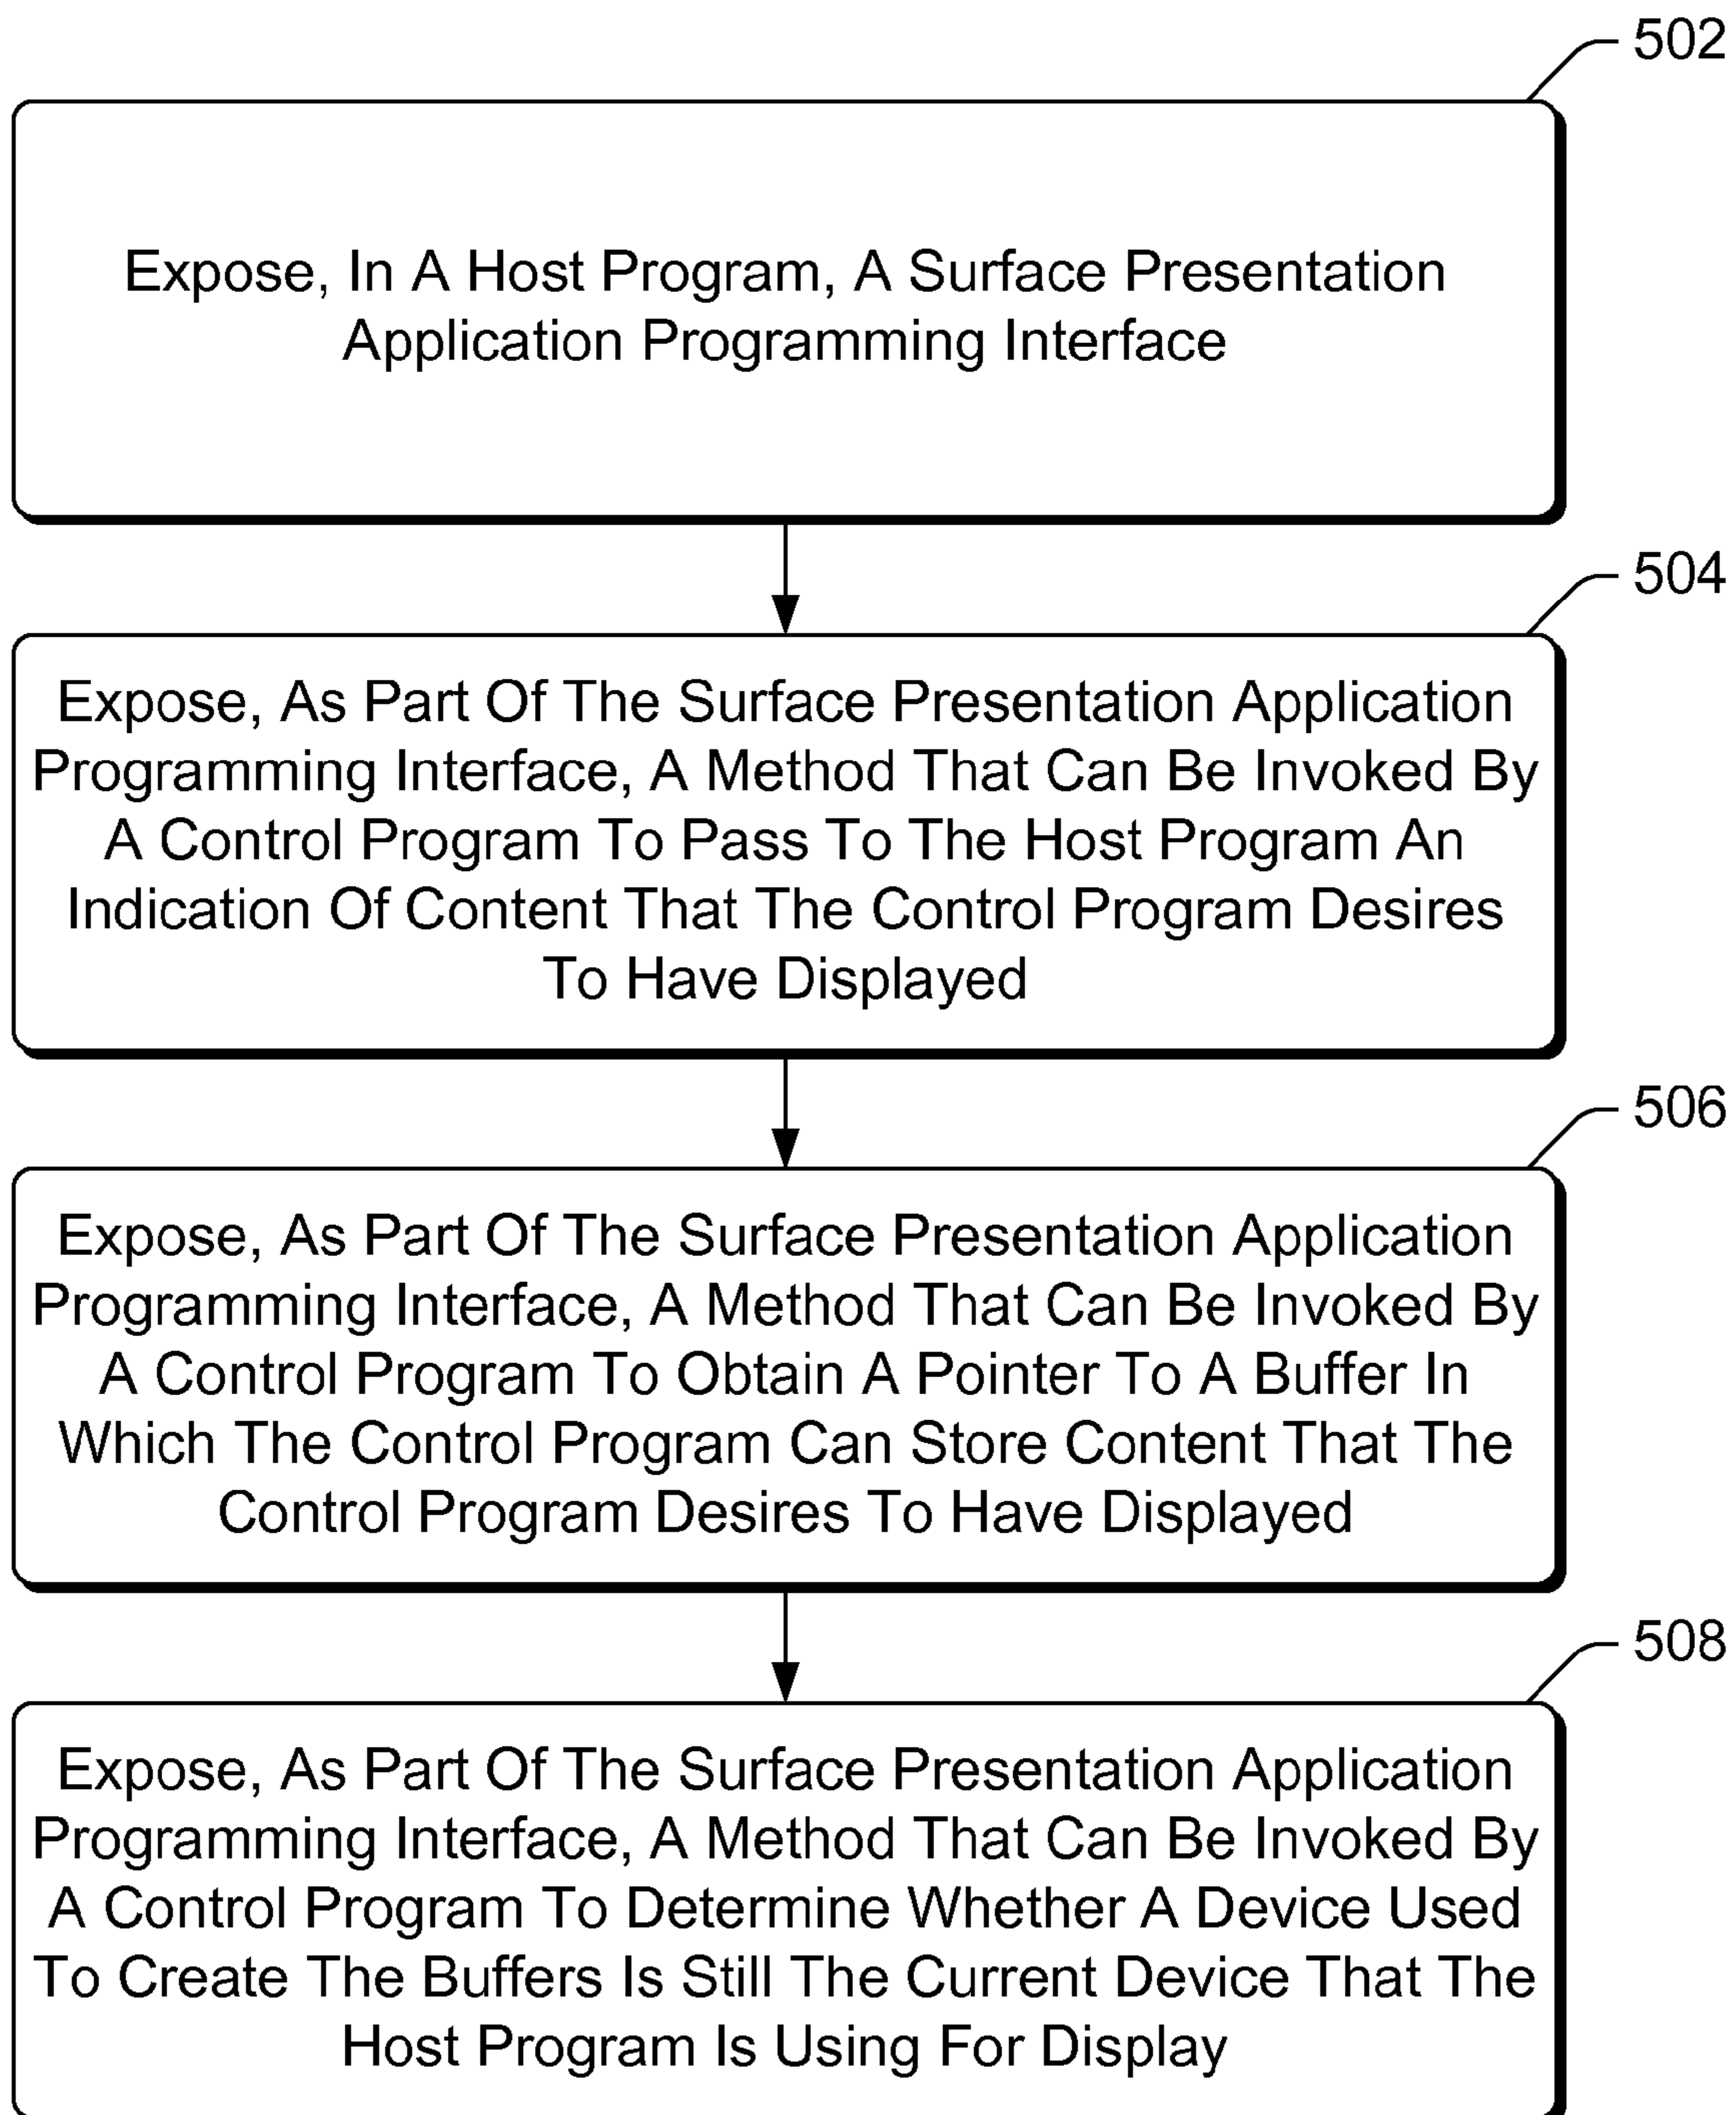 502
Expose, In A Host Program, A Surface Presentation
Application Programming Interface
504
Expose, As Part Of The Surface Presentation Application
Programming Interface, A Method That Can Be Invoked By
A Control Program To Pass To The Host Program An
Indication Of Content That The Control Program Desires
To Have Displayed
506
Expose, As Part Of The Surface Presentation Application
Programming Interface, A Method That Can Be Invoked By
A Control Program To Obtain A Pointer To A Buffer In
Which The Control Program Can Store Content That The
Control Program Desires To Have Displayed
508
Expose, As Part Of The Surface Presentation Application
Programming Interface, A Method That Can Be Invoked By
A Control Program To Determine Whether A Device Used
To Create The Buffers Is Still The Current Device That The
Host Program Is Using For Display